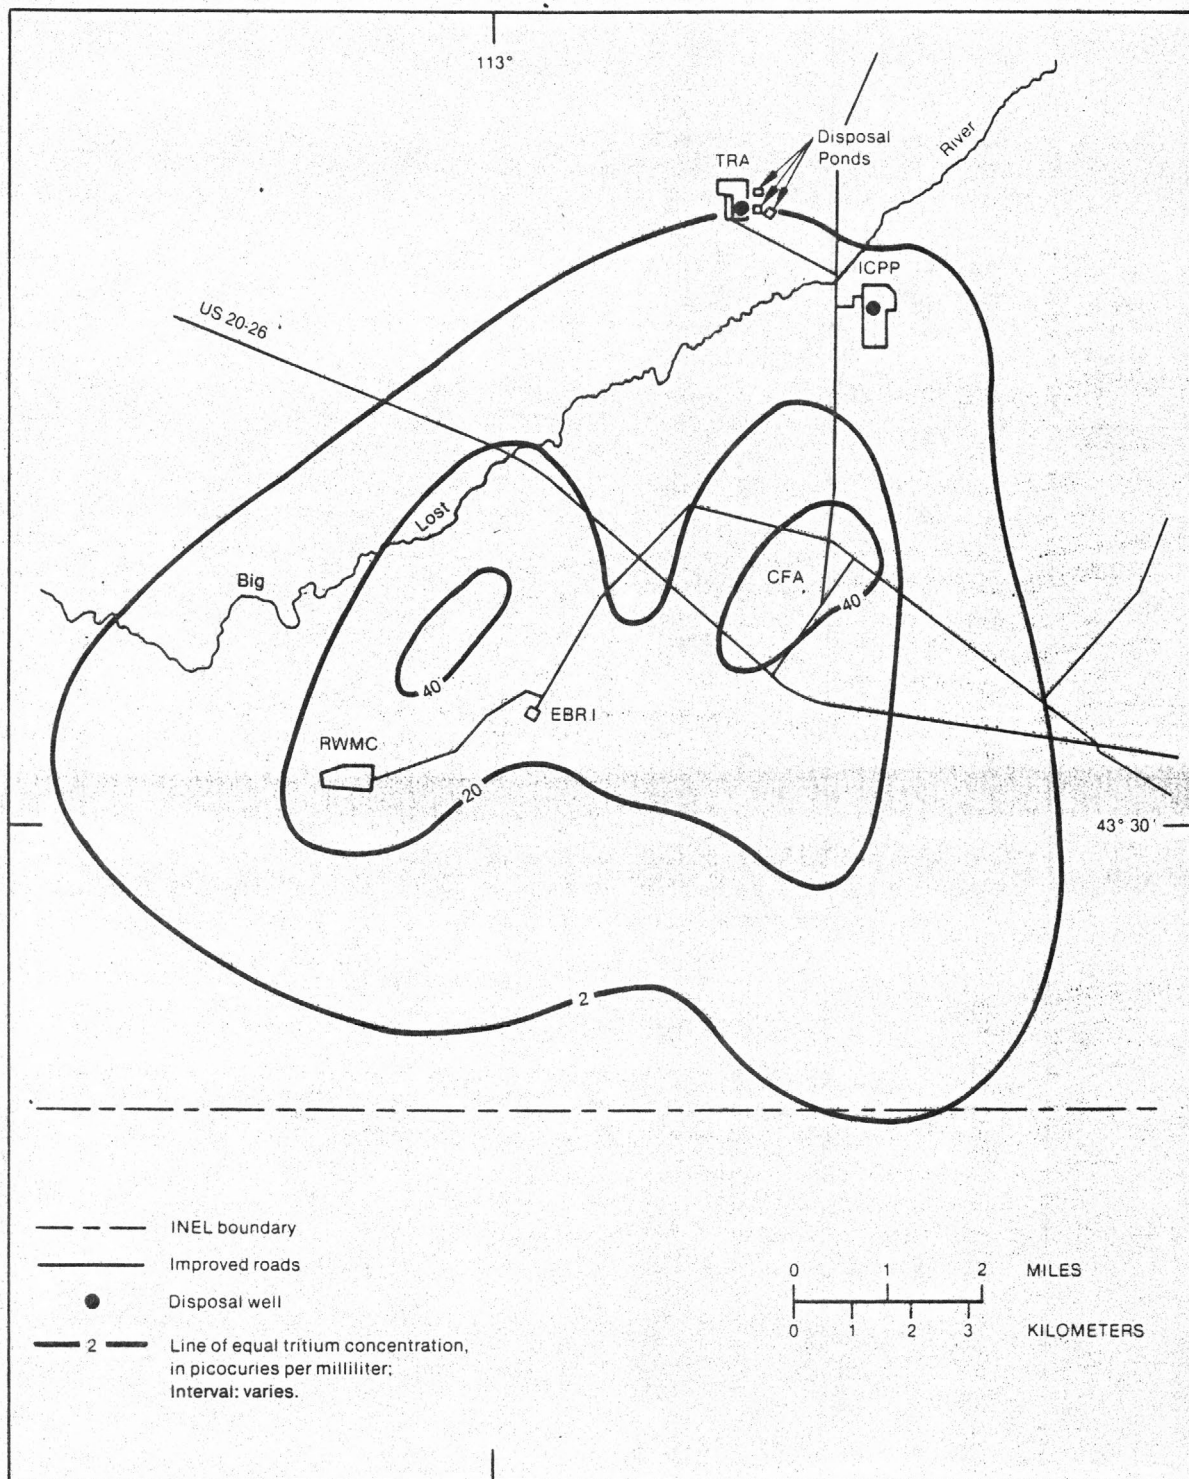 113°
Disposal
Ponds
River
TRA
ICPP
US 20-26
Lost
CFA
Big
40
40
EBR I
RWMC
20
43° 30'
2
INEL boundary
0 1 2 MILES
Improved roads
Disposal well
0 1 2 3 KILOMETERS
2 Line of equal tritium concentration,
in picocuries per milliliter;
Interval: varies.